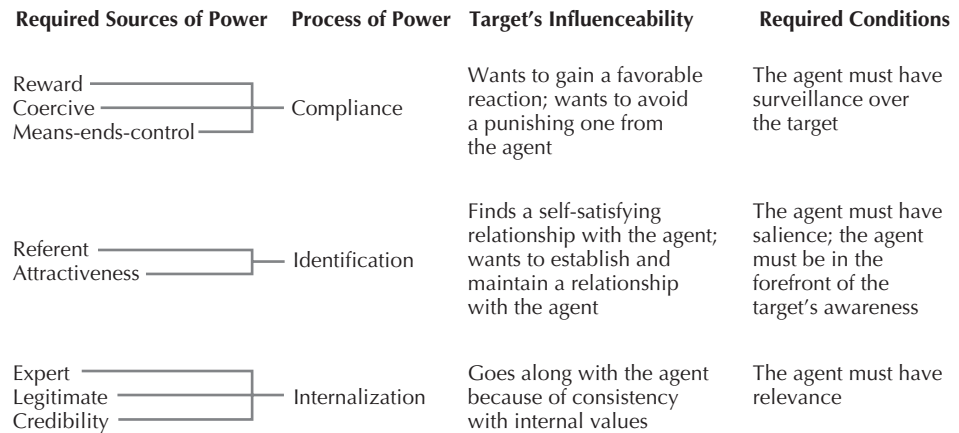 Required Sources of Power Process of Power Target's Influenceability Required Conditions
Reward
Coercive
Means-ends-control
Compliance
Wants to gain a favorable
reaction; wants to avoid
a punishing one from
the agent
The agent must have
surveillance over
the target
Referent
Attractiveness
Identification
Finds a self-satisfying
relationship with the agent;
wants to establish and
maintain a relationship
with the agent
The agent must have
salience; the agent
must be in the
forefront of the
target's awareness
Expert
Legitimate
Credibility
Internalization
Goes along with the agent
because of consistency
with internal values
The agent must have
relevance